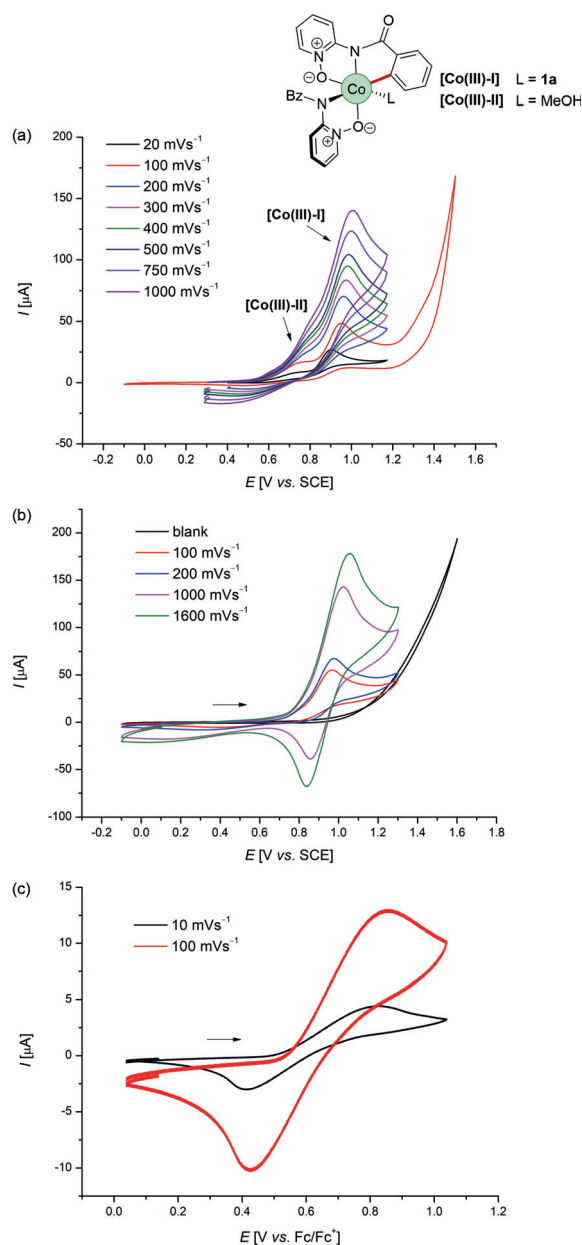 O
N
N
⊕
⊖O
Co
Bz
N
L
N
⊕
O⊖
[Co(III)-I] L = 1a
[Co(III)-II] L = MeOH
(a)
200
150
100
50
0
-50
I [µA]
20 mVs⁻¹
100 mVs⁻¹
200 mVs⁻¹
300 mVs⁻¹
400 mVs⁻¹
500 mVs⁻¹
750 mVs⁻¹
1000 mVs⁻¹
[Co(III)-I]
[Co(III)-II]
-0.2 0.0 0.2 0.4 0.6 0.8 1.0 1.2 1.4 1.6
E [V vs. SCE]
(b)
200
150
100
50
0
-50
-100
I [µA]
blank
100 mVs⁻¹
200 mVs⁻¹
1000 mVs⁻¹
1600 mVs⁻¹
0.0 0.2 0.4 0.6 0.8 1.0 1.2 1.4 1.6 1.8
E [V vs. SCE]
(c)
15
10
5
0
-5
-10
I [µA]
10 mVs⁻¹
100 mVs⁻¹
0.0 0.2 0.4 0.6 0.8 1.0 1.2
E [V vs. Fc/Fc⁺]